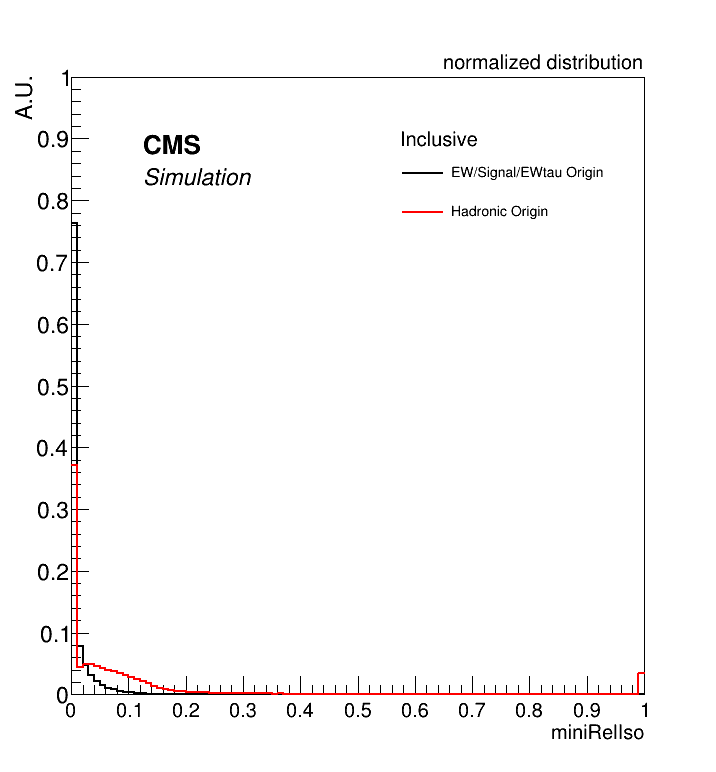 normalized distribution
A.U.
1
0.9
0.8
0.7
0.6
0.5
0.4
0.3
0.2
0.1
0
CMS
Simulation
Inclusive
EW/Signal/EWtau Origin
Hadronic Origin
0 0.1 0.2 0.3 0.4 0.5 0.6 0.7 0.8 0.9 1
miniRelIso